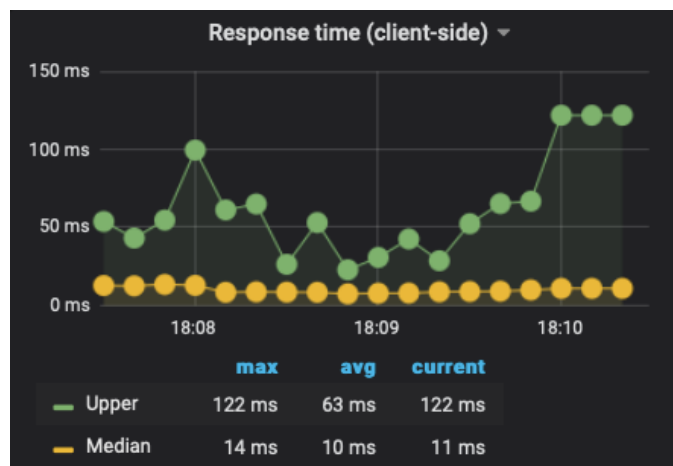 Response time (client-side)
150 ms
100 ms
50 ms
0 ms
18:08 18:09 18:10
max avg current
Upper 122 ms 63 ms 122 ms
Median 14 ms 10 ms 11 ms